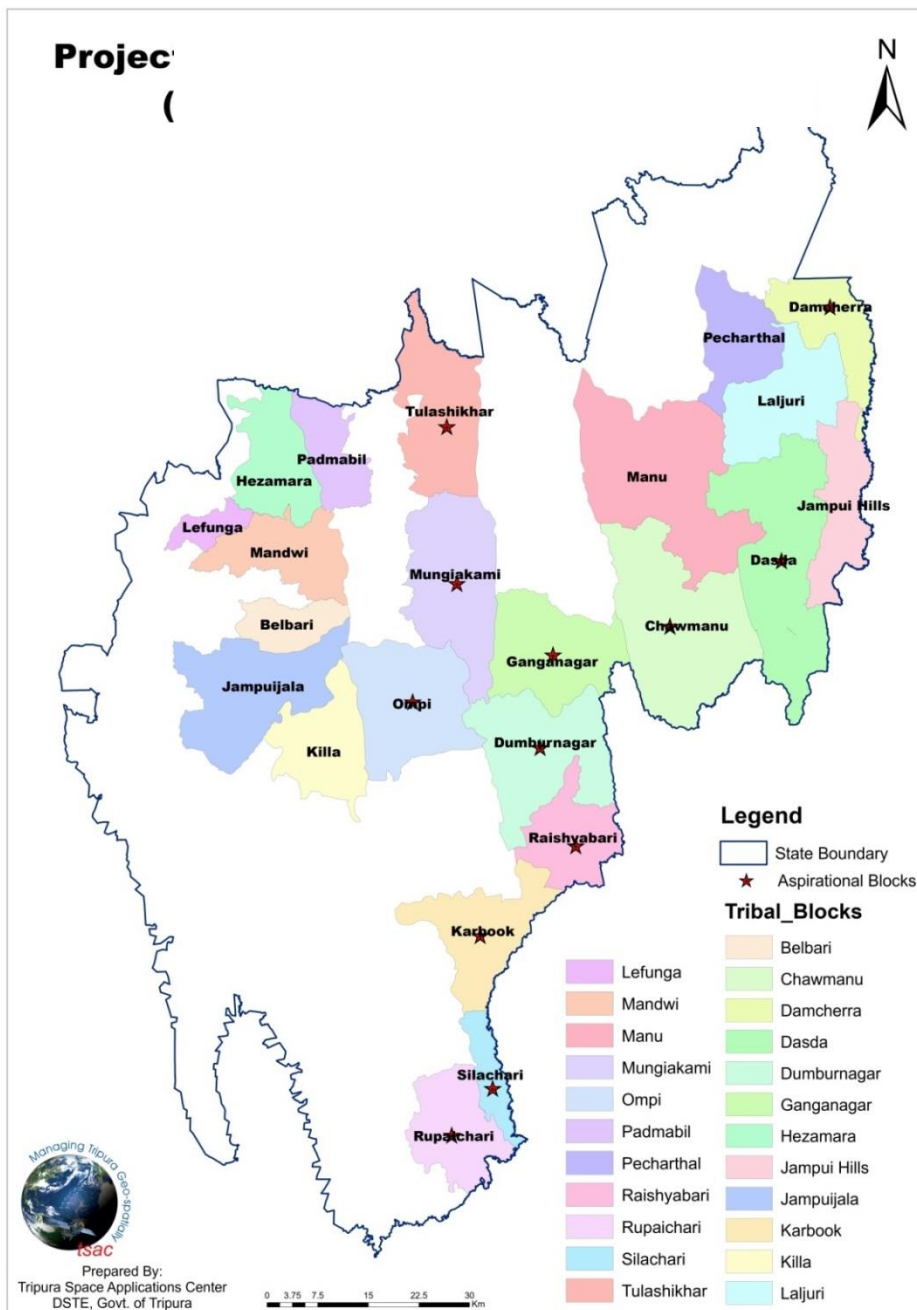 Projec
(
N
Damcherra
Pecharthal
Laljuri
Tulashikhar
Padmabil
Hezamara
Manu
Jampui Hills
Lefunga
Mandwi
Dasda
Mungiakami
Belbari
Chawmanu
Ganganagar
Jampuijala
Ompi
Dumburnagar
Killa
Raishyabari
Karbook
Silachari
Rupaichari
Legend
State Boundary
Aspirational Blocks
Tribal_Blocks
Belbari
Chawmanu
Damcherra
Dasda
Dumburnagar
Ganganagar
Hezamara
Jampui Hills
Jampuijala
Karbook
Killa
Laljuri
Lefunga
Mandwi
Manu
Mungiakami
Ompi
Padmabil
Pecharthal
Raishyabari
Rupaichari
Silachari
Tulashikhar
Managing Tripura Geo-spatially
tsac
Prepared By:
Tripura Space Applications Center
DSTE, Govt. of Tripura
0 3.75 7.5 15 22.5 30
Km